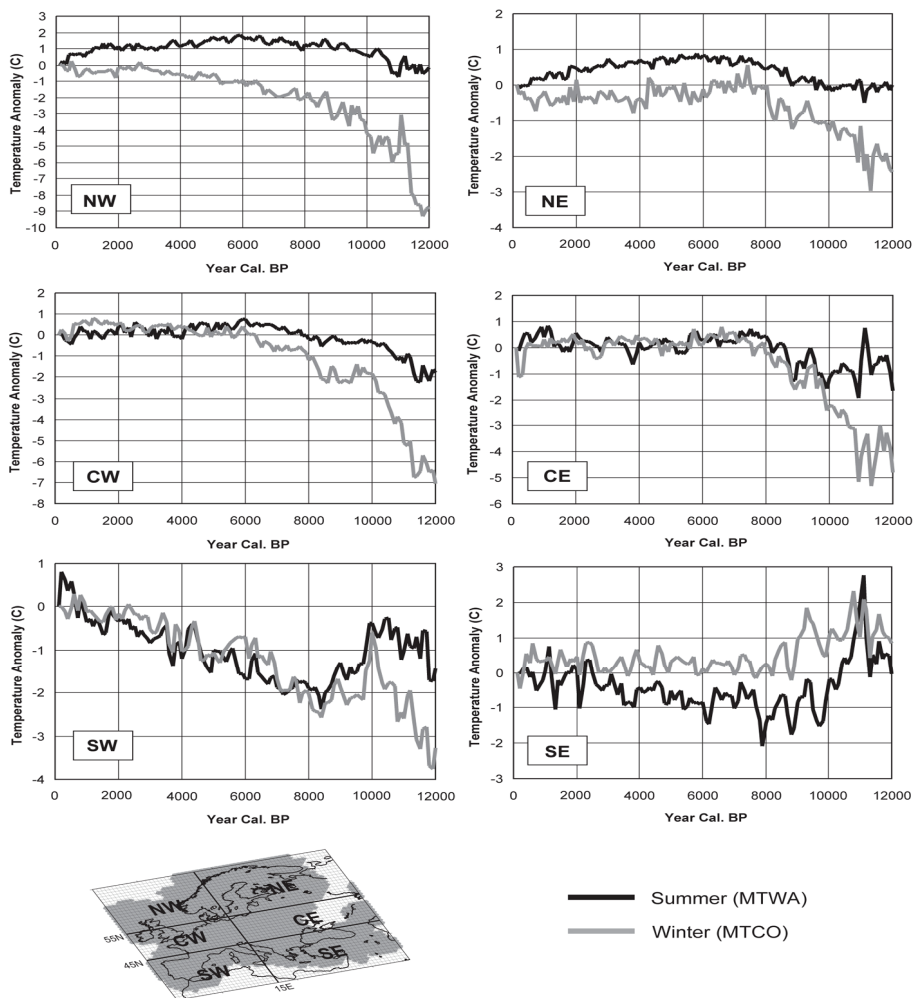 Temperature Anomaly (C)
3
2
1
0
-1
-2
-3
-4
-5
-6
-7
-8
-9
-10
NW
0 2000 4000 6000 8000 10000 12000
Year Cal. BP
Temperature Anomaly (C)
2
1
0
-1
-2
-3
-4
NE
0 2000 4000 6000 8000 10000 12000
Year Cal. BP
Temperature Anomaly (C)
2
1
0
-1
-2
-3
-4
-5
-6
-7
-8
CW
0 2000 4000 6000 8000 10000 12000
Year Cal. BP
Temperature Anomaly (C)
2
1
0
-1
-2
-3
-4
-5
-6
CE
0 2000 4000 6000 8000 10000 12000
Year Cal. BP
Temperature Anomaly (C)
1
0
-1
-2
-3
-4
SW
0 2000 4000 6000 8000 10000 12000
Year Cal. BP
Temperature Anomaly (C)
3
2
1
0
-1
-2
-3
SE
0 2000 4000 6000 8000 10000 12000
Year Cal. BP
NW NE
CW CE
SW SE
55N
45N
15E
Summer (MTWA)
Winter (MTCO)